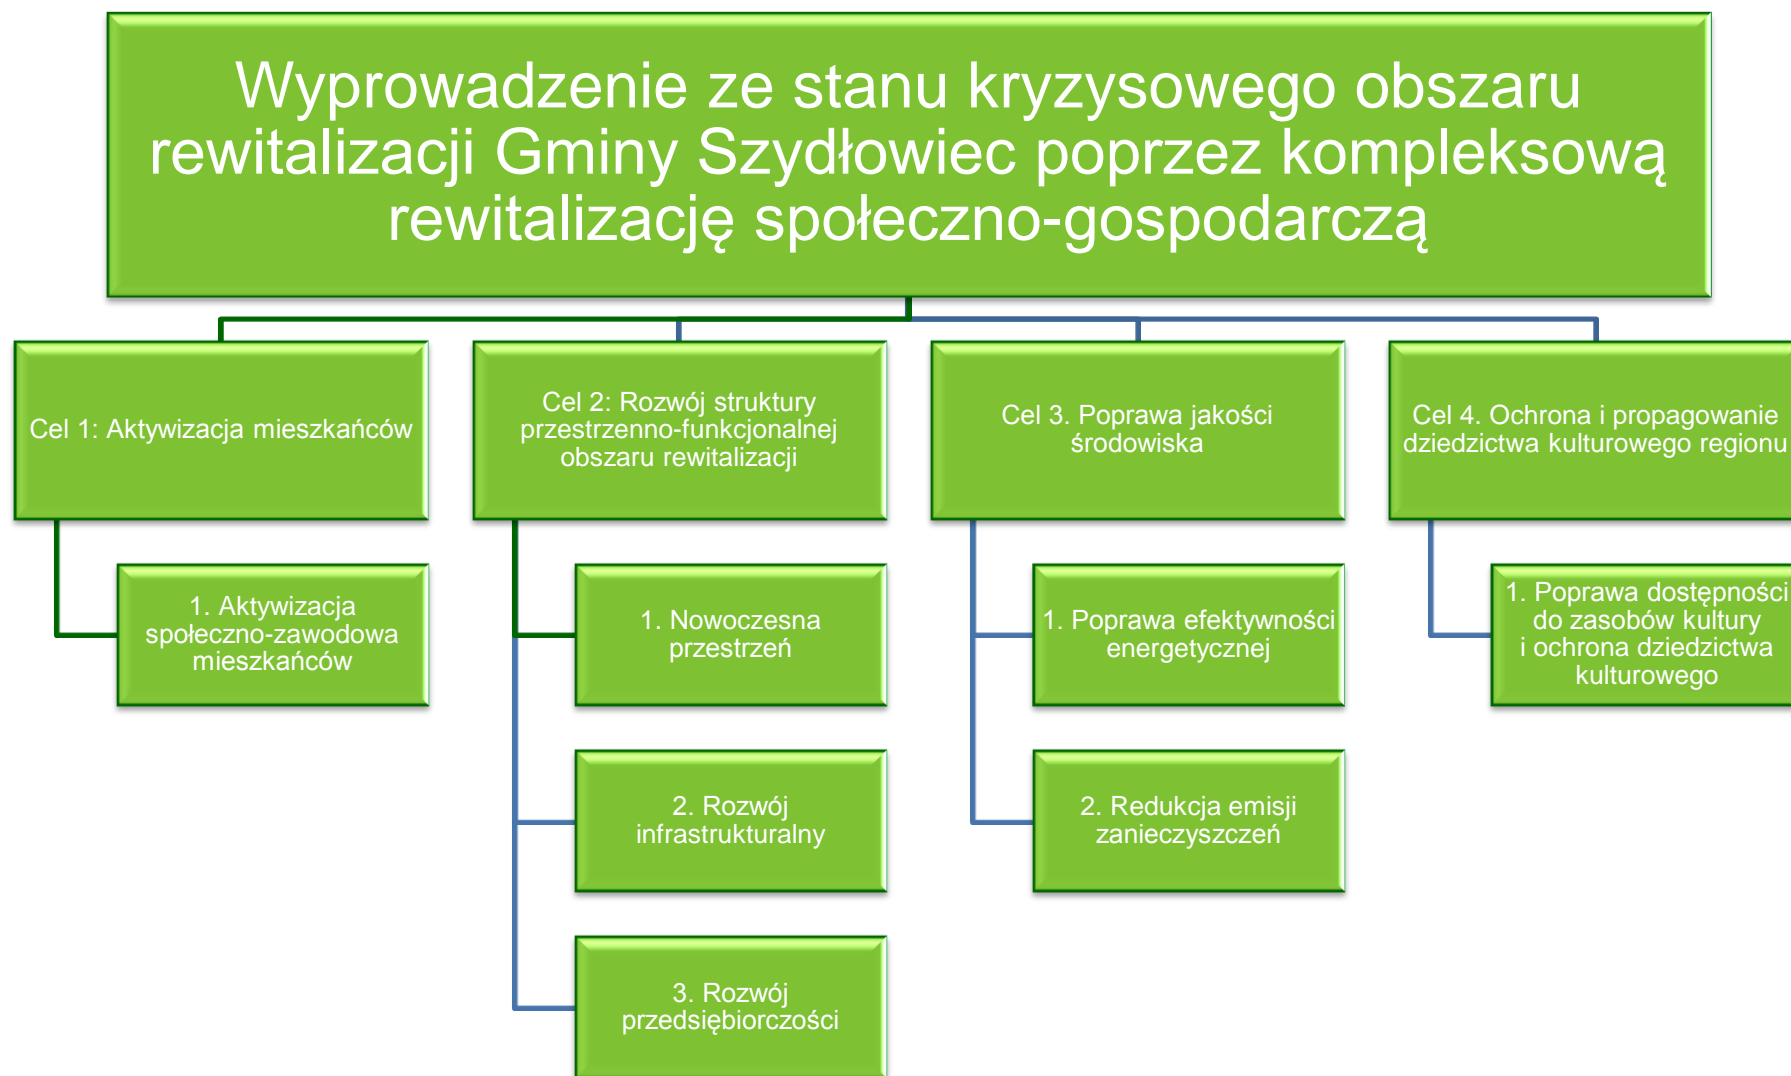 Wyprowadzenie ze stanu kryzysowego obszaru
rewitalizacji Gminy Szydłowiec poprzez kompleksową
rewitalizację społeczno-gospodarczą
Cel 1: Aktywizacja mieszkańców
1. Aktywizacja
społeczno-zawodowa
mieszkańców
Cel 2: Rozwój struktury
przestrzenno-funkcjonalnej
obszaru rewitalizacji
1. Nowoczesna
przestrzeń
2. Rozwój
infrastrukturalny
3. Rozwój
przedsiębiorczości
Cel 3. Poprawa jakości
środowiska
1. Poprawa efektywności
energetycznej
2. Redukcja emisji
zanieczyszczeń
Cel 4. Ochrona i propagowanie
dziedzictwa kulturowego regionu
1. Poprawa dostępności
do zasobów kultury
i ochrona dziedzictwa
kulturowego